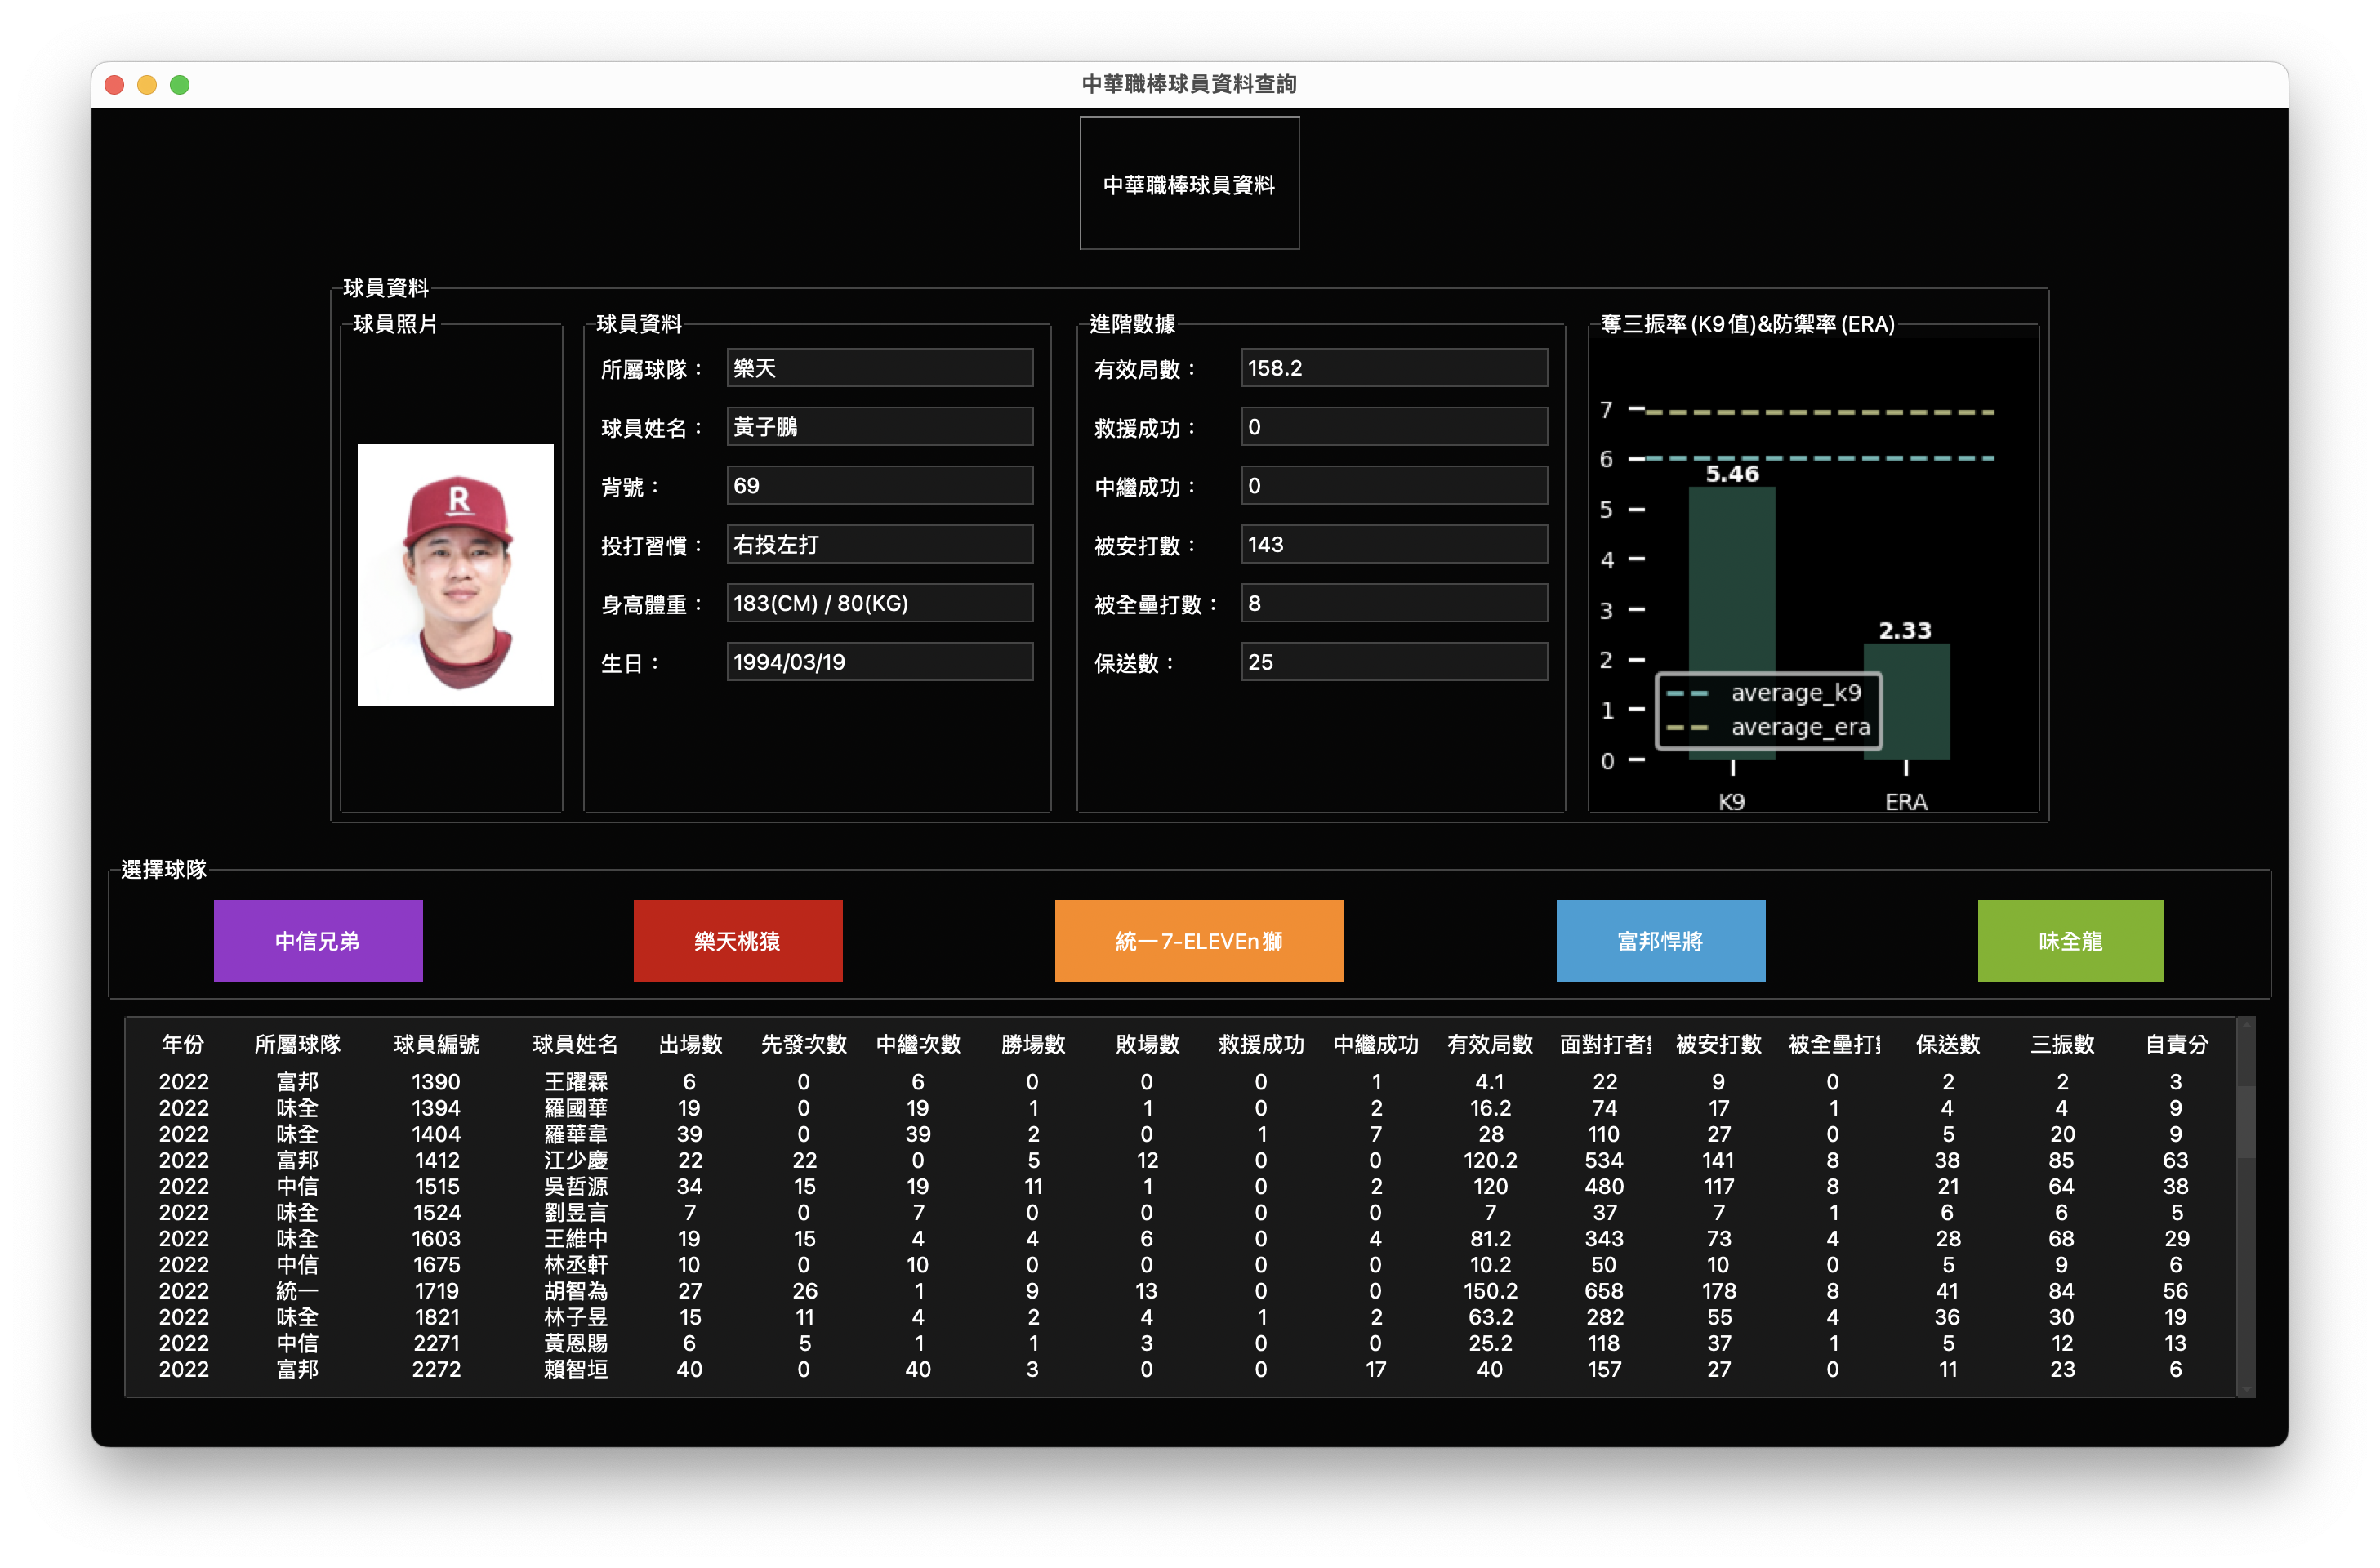 中華職棒球員資料查詢
中華職棒球員資料
球員資料
球員照片
R
球員資料
所屬球隊： 樂天
球員姓名： 黃子鵬
背號： 69
投打習慣： 右投左打
身高體重： 183(CM) / 80(KG)
生日： 1994/03/19
進階數據
有效局數： 158.2
救援成功： 0
中繼成功： 0
被安打數： 143
被全壘打數： 8
保送數： 25
奪三振率(K9值)&防禦率(ERA)
7
6
5
4
3
2
1
0
5.46
2.33
average_k9
average_era
K9 ERA
選擇球隊
中信兄弟 樂天桃猿 統一7-ELEVEn獅 富邦悍將 味全龍
年份 所屬球隊 球員編號 球員姓名 出場數 先發次數 中繼次數 勝場數 敗場數 救援成功 中繼成功 有效局數 面對打者 被安打數 被全壘打 保送數 三振數 自責分
2022 富邦 1390 王躍霖 6 0 6 0 0 0 1 4.1 22 9 0 2 2 3
2022 味全 1394 羅國華 19 0 19 1 1 0 2 16.2 74 17 1 4 4 9
2022 味全 1404 羅華韋 39 0 39 2 0 1 7 28 110 27 0 5 20 9
2022 富邦 1412 江少慶 22 22 0 5 12 0 0 120.2 534 141 8 38 85 63
2022 中信 1515 吳哲源 34 15 19 11 1 0 2 120 480 117 8 21 64 38
2022 味全 1524 劉昱言 7 0 7 0 0 0 0 7 37 7 1 6 6 5
2022 味全 1603 王維中 19 15 4 4 6 0 4 81.2 343 73 4 28 68 29
2022 中信 1675 林丞軒 10 0 10 0 0 0 0 10.2 50 10 0 5 9 6
2022 統一 1719 胡智為 27 26 1 9 13 0 0 150.2 658 178 8 41 84 56
2022 味全 1821 林子昱 15 11 4 2 4 1 2 63.2 282 55 4 36 30 19
2022 中信 2271 黃恩賜 6 5 1 1 3 0 0 25.2 118 37 1 5 12 13
2022 富邦 2272 賴智垣 40 0 40 3 0 0 17 40 157 27 0 11 23 6